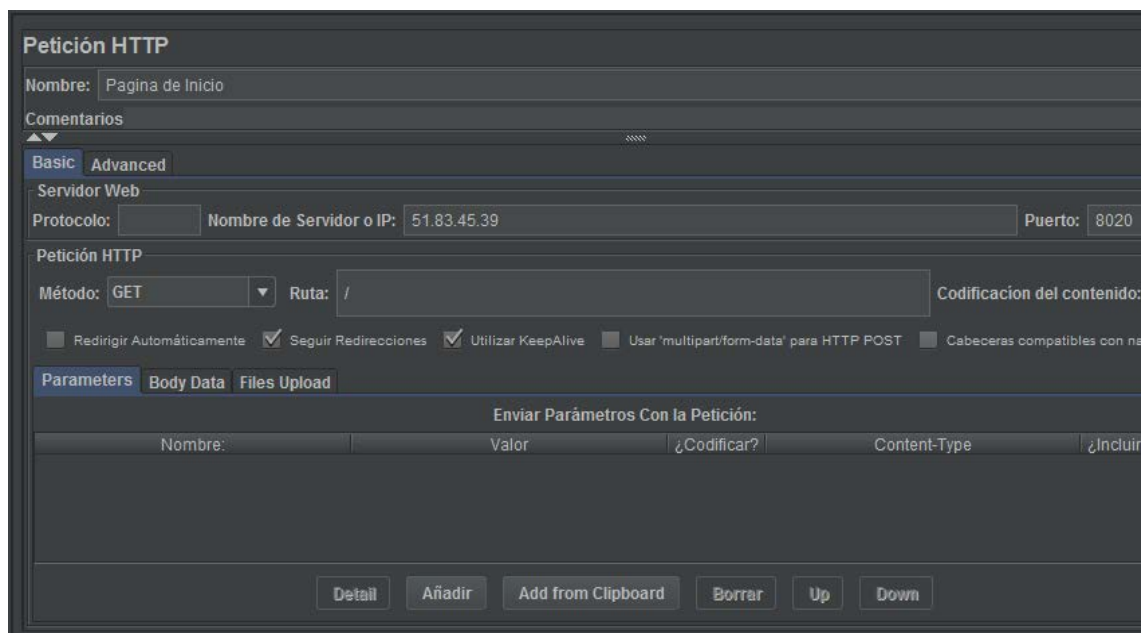 Petición HTTP
Nombre: Pagina de Inicio
Comentarios
Basic Advanced
Servidor Web
Protocolo: Nombre de Servidor o IP: 51.83.45.39 Puerto: 8020
Petición HTTP
Método: GET Ruta: / Codificacíon del contenido:
Redirigir Automáticamente Seguir Redirecciones Utilizar KeepAlive Usar 'multipart/form-data' para HTTP POST Cabeceras compatibles con na
Parameters Body Data Files Upload
Enviar Parámetros Con la Petición:
Nombre: Valor ¿Codificar? Content-Type ¿Incluir
Detail Añadir Add from Clipboard Borrar Up Down